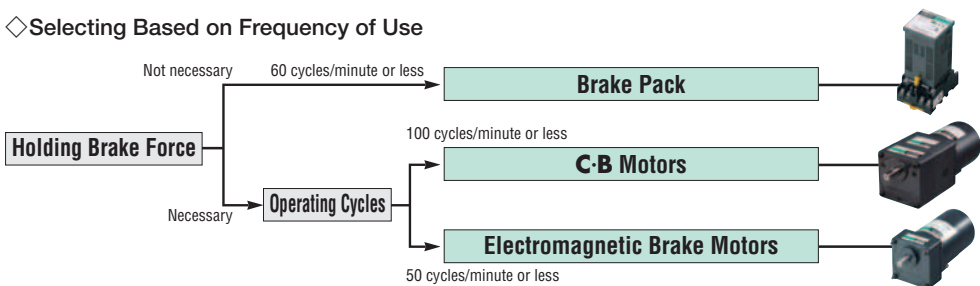 ◇Selecting Based on Frequency of Use
Not necessary
60 cycles/minute or less
Brake Pack
Holding Brake Force
100 cycles/minute or less
C·B Motors
Necessary
Operating Cycles
Electromagnetic Brake Motors
50 cycles/minute or less